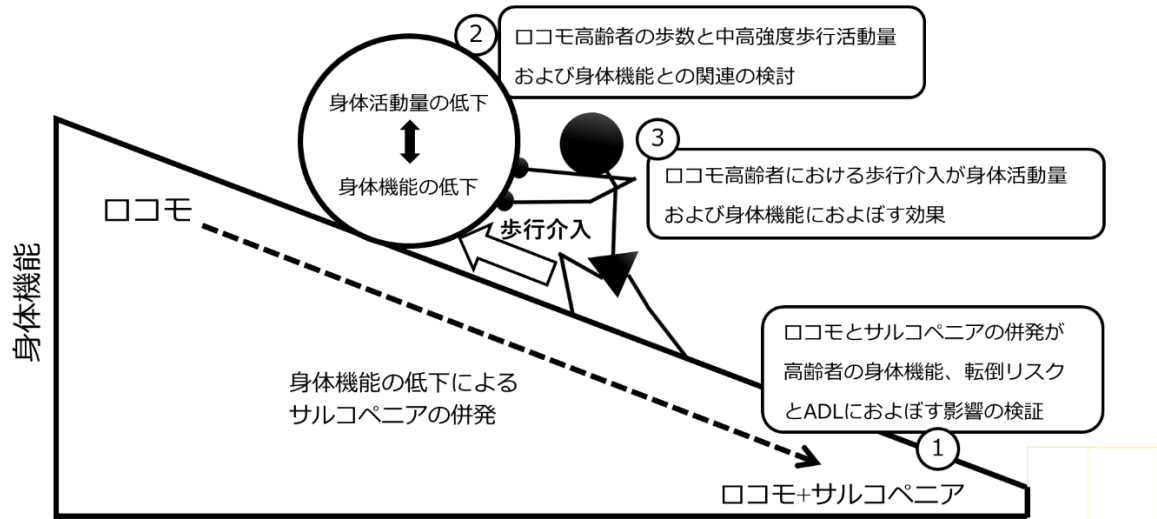 ②
ロコモ高齢者の歩数と中高強度歩行活動量
および身体機能との関連の検討
身体活動量の低下
身体機能の低下
③
ロコモ高齢者における歩行介入が身体活動量
および身体機能におよぼす効果
ロコモ
歩行介入
身体機能
ロコモとサルコペニアの併発が
高齢者の身体機能、転倒リスク
とADLにおよぼす影響の検証
①
身体機能の低下による
サルコペニアの併発
ロコモ+サルコペニア